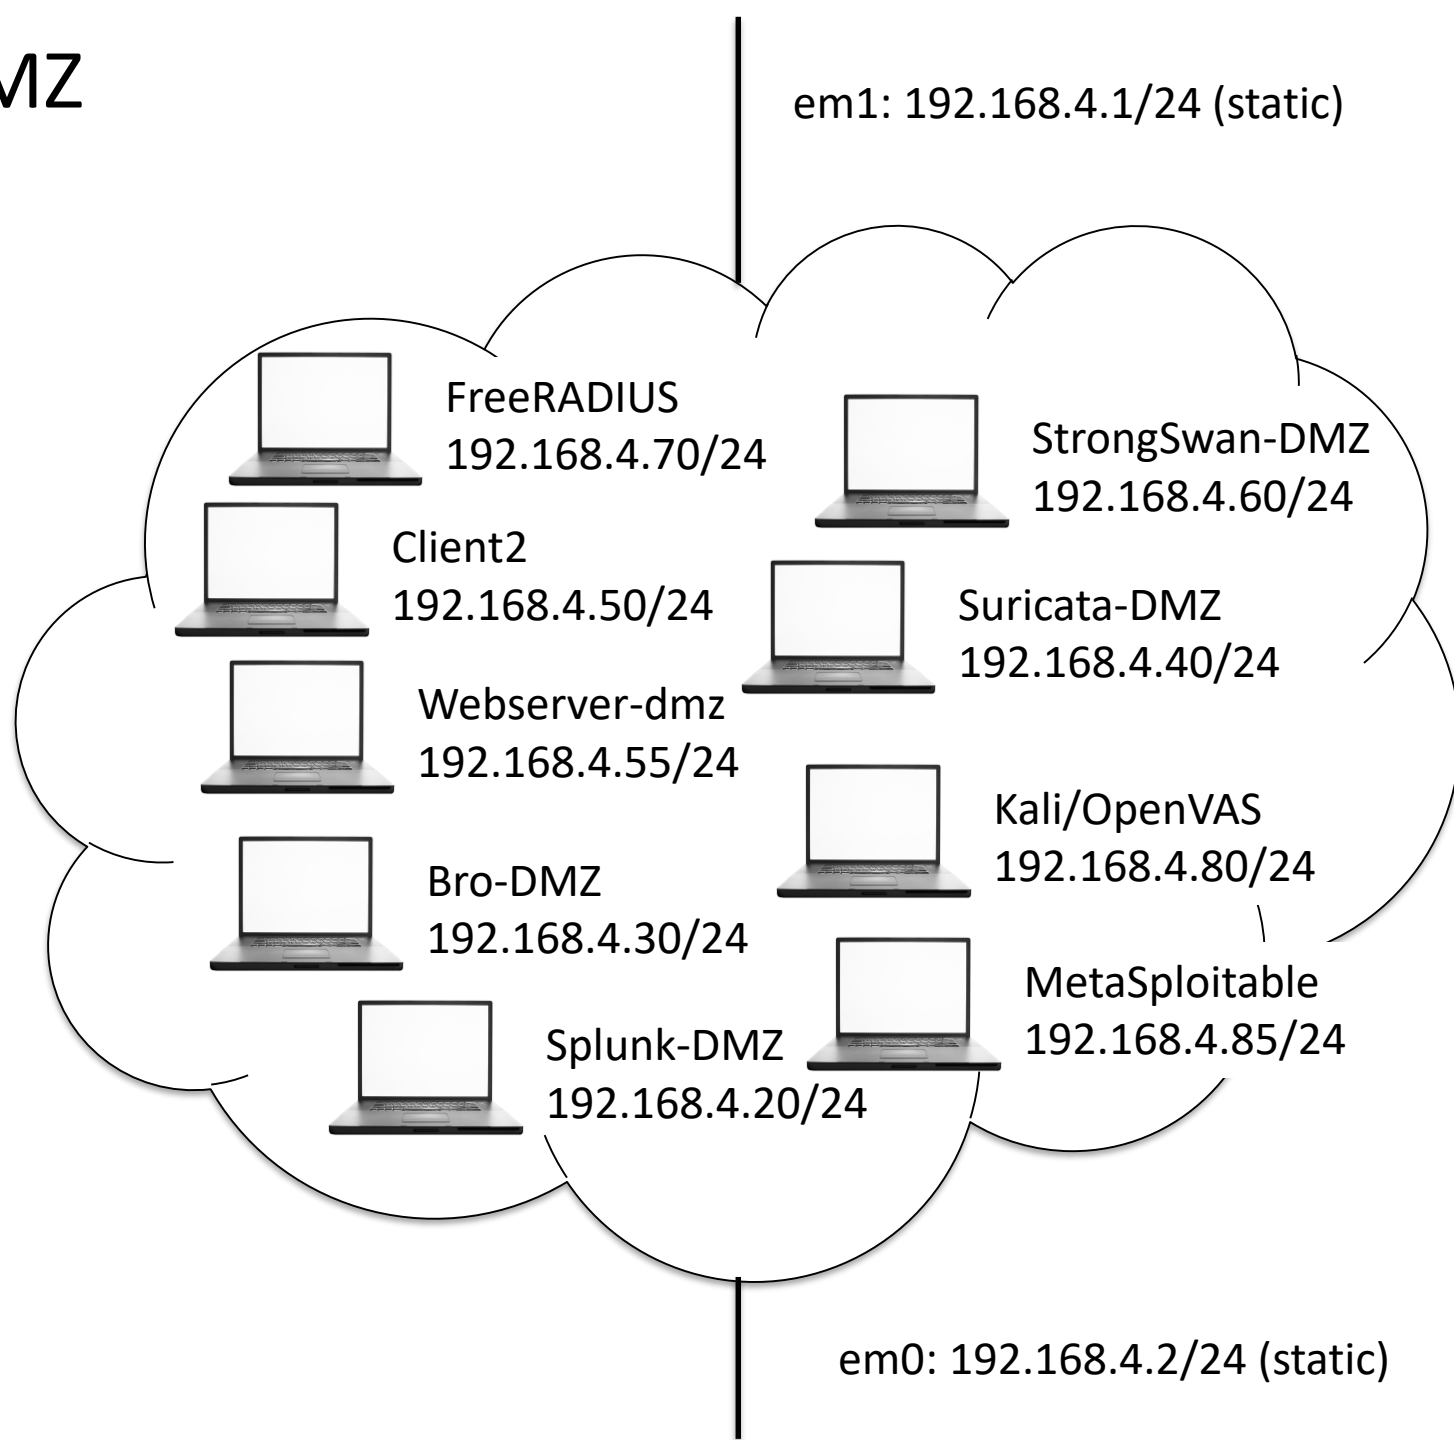 MZ
em1: 192.168.4.1/24 (static)
FreeRADIUS
192.168.4.70/24
StrongSwan-DMZ
192.168.4.60/24
Client2
192.168.4.50/24
Suricata-DMZ
192.168.4.40/24
Webserver-dmz
192.168.4.55/24
Kali/OpenVAS
192.168.4.80/24
Bro-DMZ
192.168.4.30/24
MetaSploitable
192.168.4.85/24
Splunk-DMZ
192.168.4.20/24
em0: 192.168.4.2/24 (static)